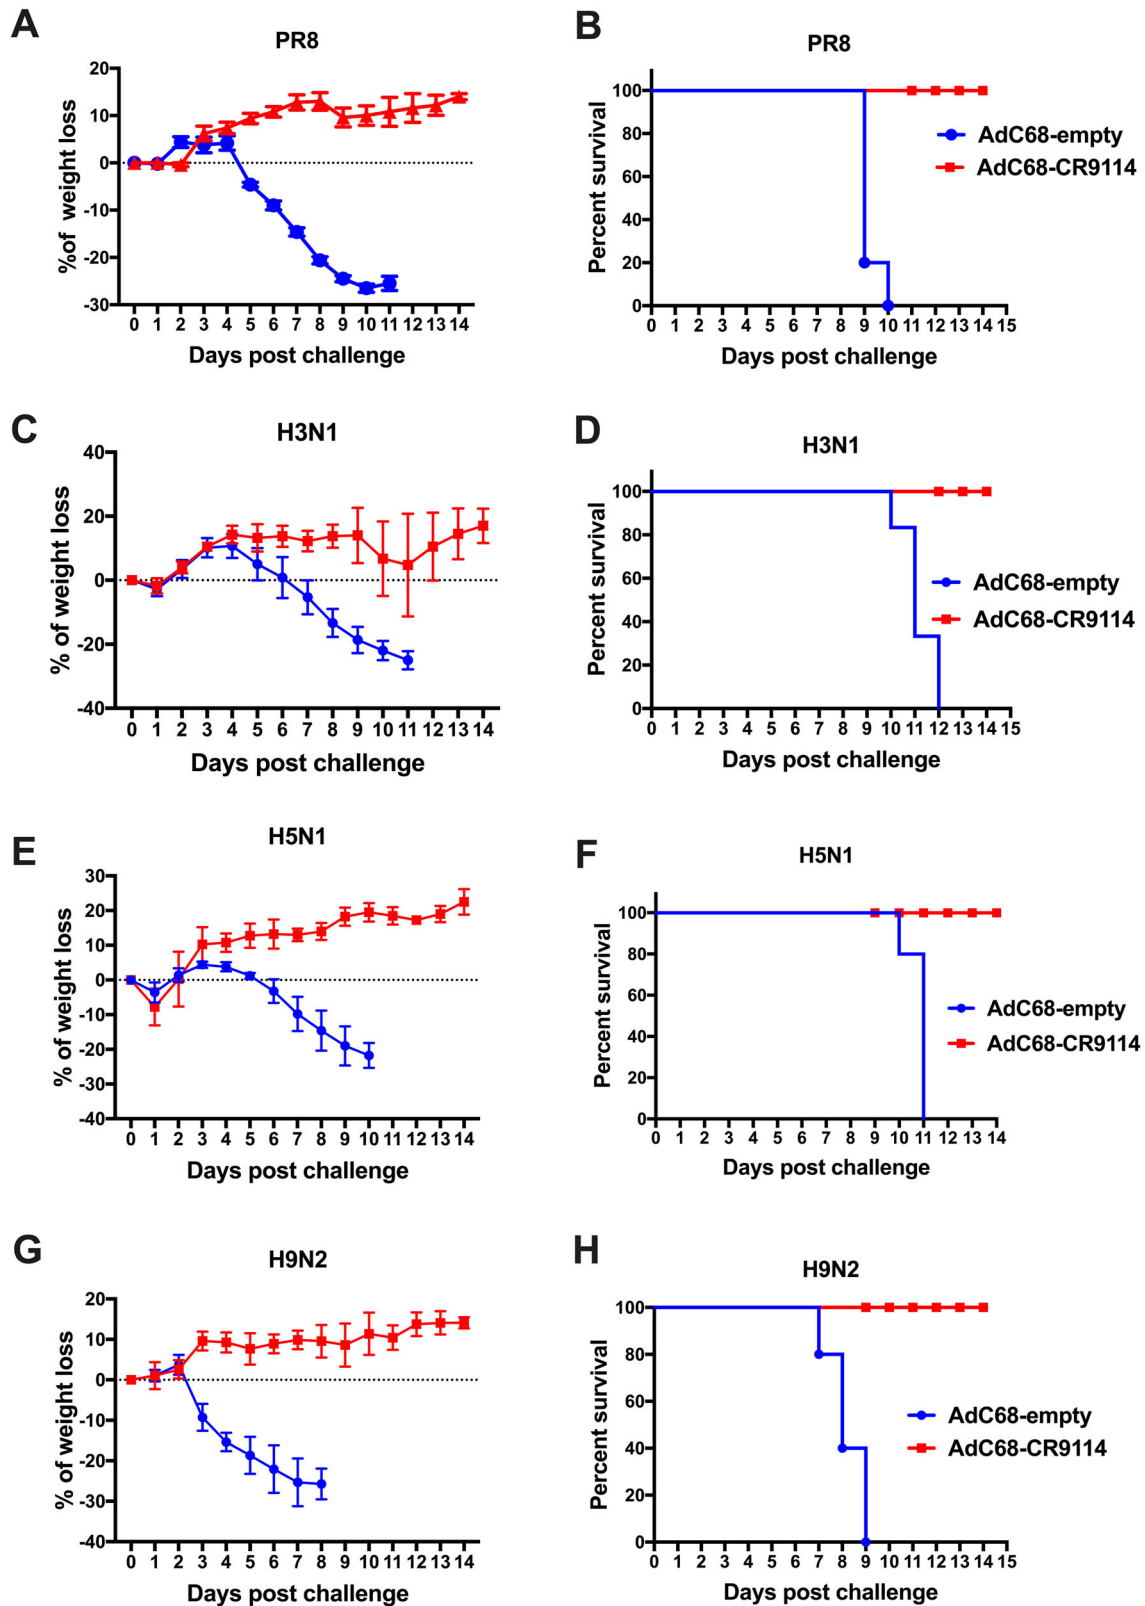 A
PR8
%of weight loss
20
10
0
-10
-20
-30
0 1 2 3 4 5 6 7 8 9 10 11 12 13 14
Days post challenge
B
PR8
Percent survival
100
80
60
40
20
0
0 1 2 3 4 5 6 7 8 9 10 11 12 13 14 15
Days post challenge
AdC68-empty
AdC68-CR9114
C
H3N1
% of weight loss
40
20
0
-20
-40
0 1 2 3 4 5 6 7 8 9 10 11 12 13 14
Days post challenge
D
H3N1
Percent survival
100
80
60
40
20
0
0 1 2 3 4 5 6 7 8 9 10 11 12 13 14 15
Days post challenge
AdC68-empty
AdC68-CR9114
E
H5N1
% of weight loss
30
20
10
0
-10
-20
-30
-40
0 1 2 3 4 5 6 7 8 9 10 11 12 13 14
Days post challenge
F
H5N1
Percent survival
100
80
60
40
20
0
0 1 2 3 4 5 6 7 8 9 10 11 12 13 14
Days post challenge
AdC68-empty
AdC68-CR9114
G
H9N2
% of weight loss
20
10
0
-10
-20
-30
-40
0 1 2 3 4 5 6 7 8 9 10 11 12 13 14
Days post challenge
H
H9N2
Percent survival
100
80
60
40
20
0
0 1 2 3 4 5 6 7 8 9 10 11 12 13 14 15
Days post challenge
AdC68-empty
AdC68-CR9114